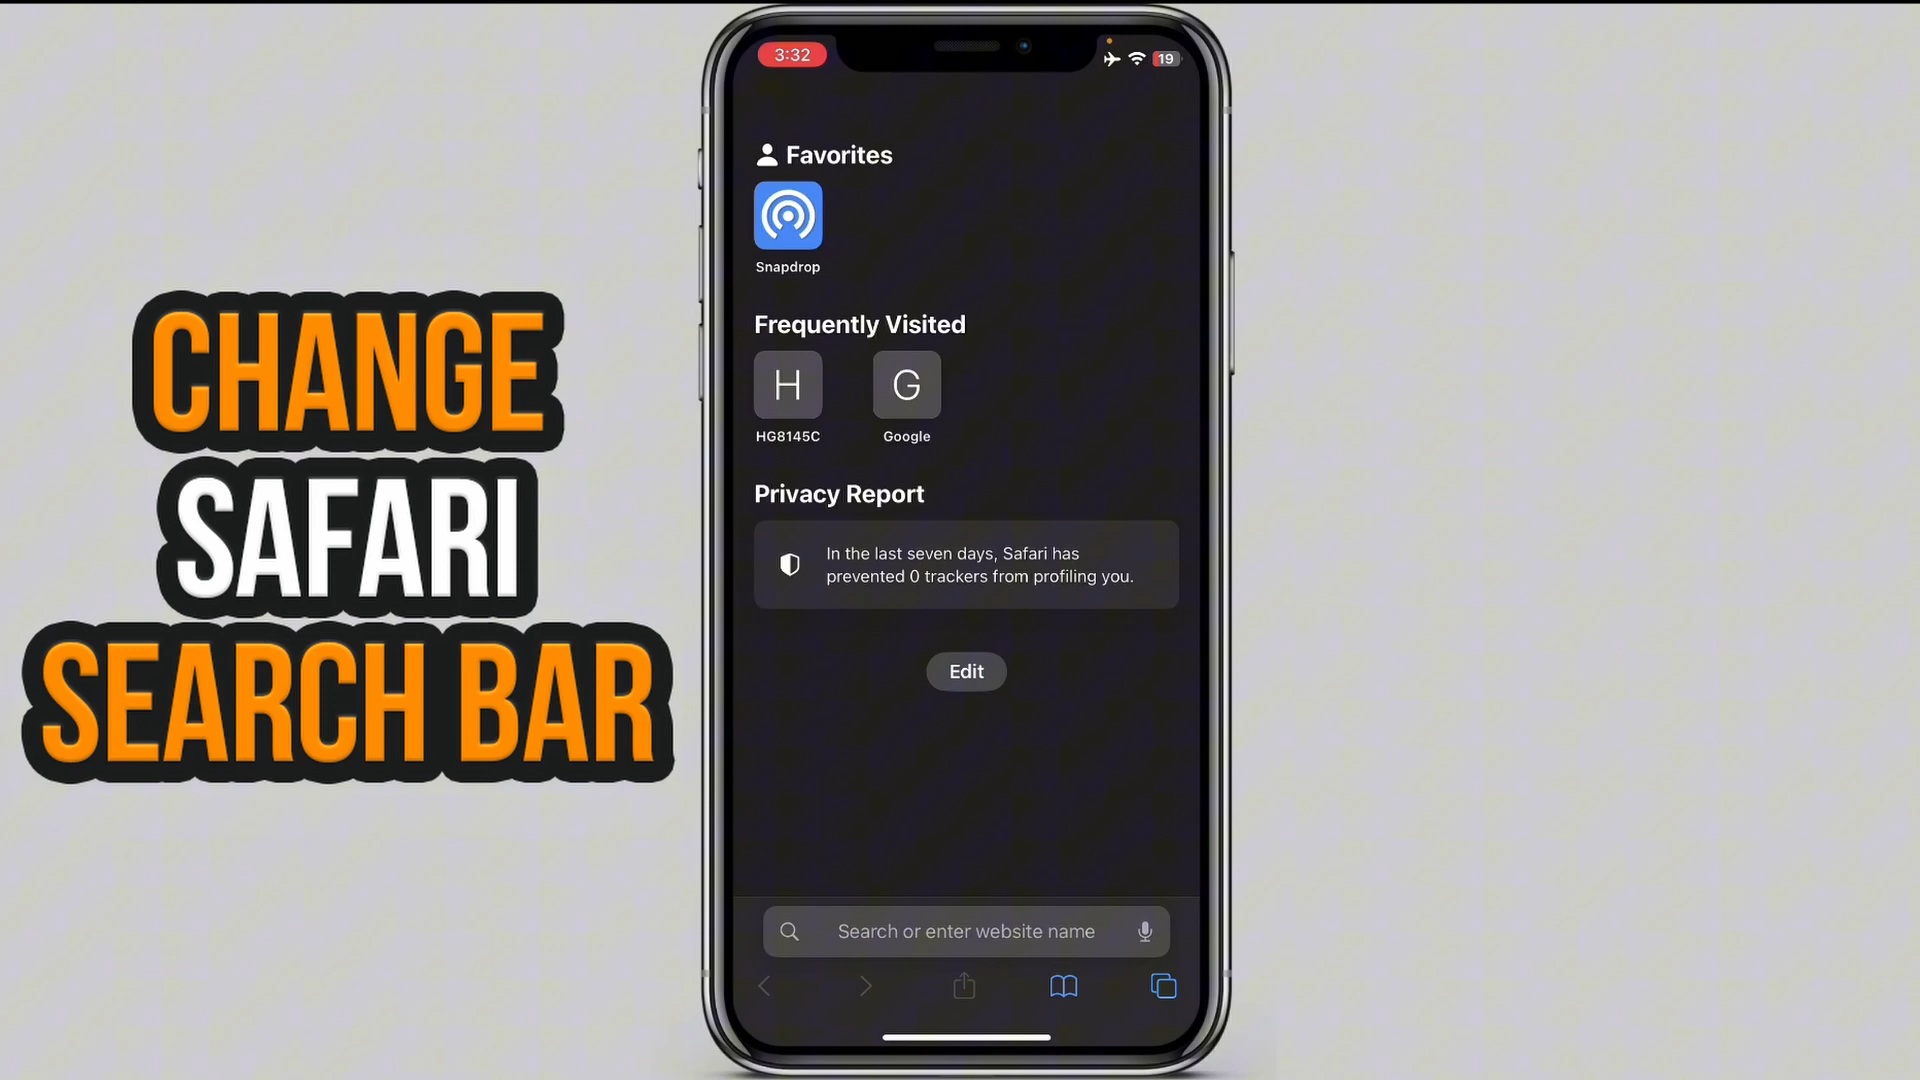 CHANGE
SAFARI
SEARCH BAR
3:32
19
Favorites
Snapdrop
Frequently Visited
H
G
HG8145C
Google
Privacy Report
In the last seven days, Safari has
prevented 0 trackers from profiling you.
Edit
Search or enter website name